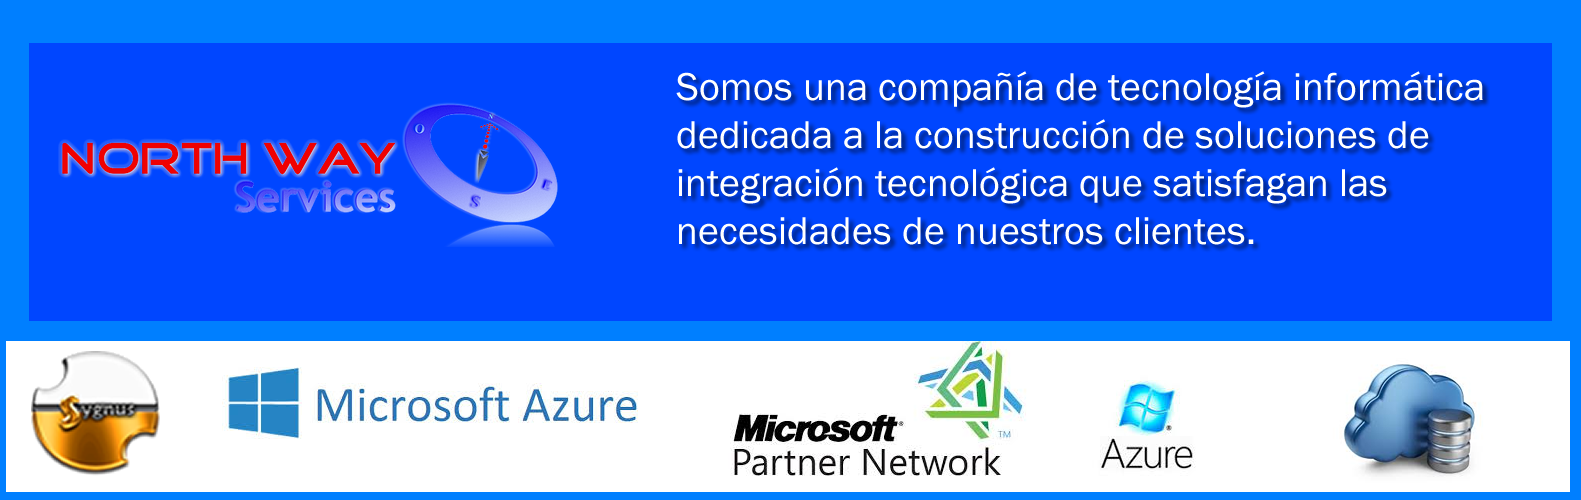 NORTH WAY
Services
O
N
S
E
Somos una compañía de tecnología informática
dedicada a la construcción de soluciones de
integración tecnológica que satisfagan las
necesidades de nuestros clientes.
Sygnus
Microsoft Azure
Microsoft®
Partner Network
TM
Azure